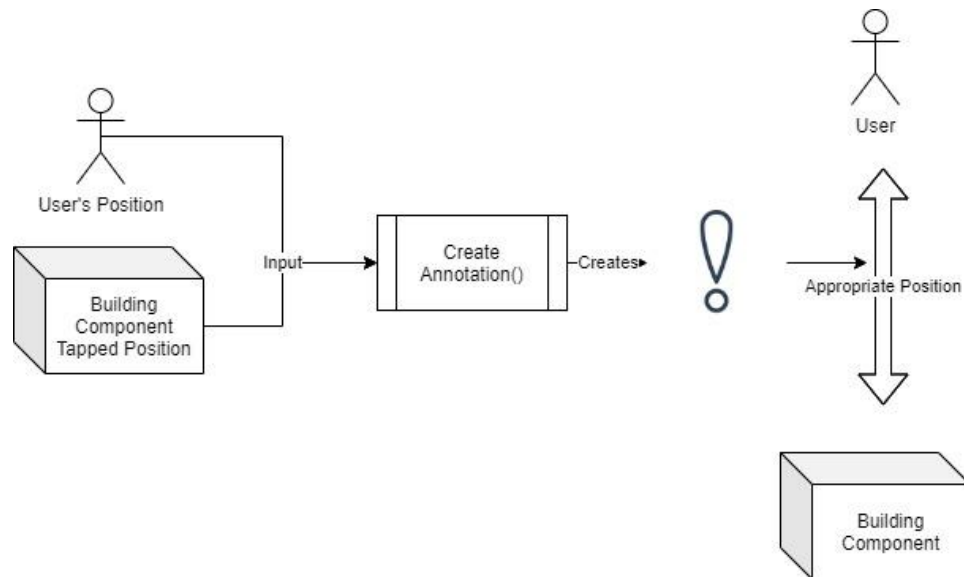 User
User's Position
Building
Component
Tapped Position
Input
Create
Annotation()
Creates
Appropriate Position
Building
Component